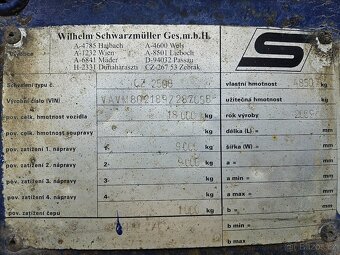 Wilhelm Schwarzmüller Ges.m.b.H.
A-4785 Haibach A-4600 Wels
A-1232 Wien A-8501 Lieboch
A-6841 Mäder D-94032 Passau
H-2331 Dunaharaszti CZ-267 53 Žebrák
S
schválení typu č.
vlastní hmotnost kg
výrobní číslo (VIN)
užitečná hmotnost kg
pov. celk. hmotnost vozidla 18000 kg
rok výroby
pov. celk. hmotnost soupravy kg
délka (L) ● m
pov. zatížení 1. nápravy 1- 9000 kg
šířka (W) ● m
pov. zatížení 2. nápravy 2- 9000 kg
a ● m
pov. zatížení 3. nápravy 3- kg
a min ● m
pov. zatížení 4. nápravy 4- kg
a max ● m
pov. zatížení čepu kg
b ● m
b min
b max